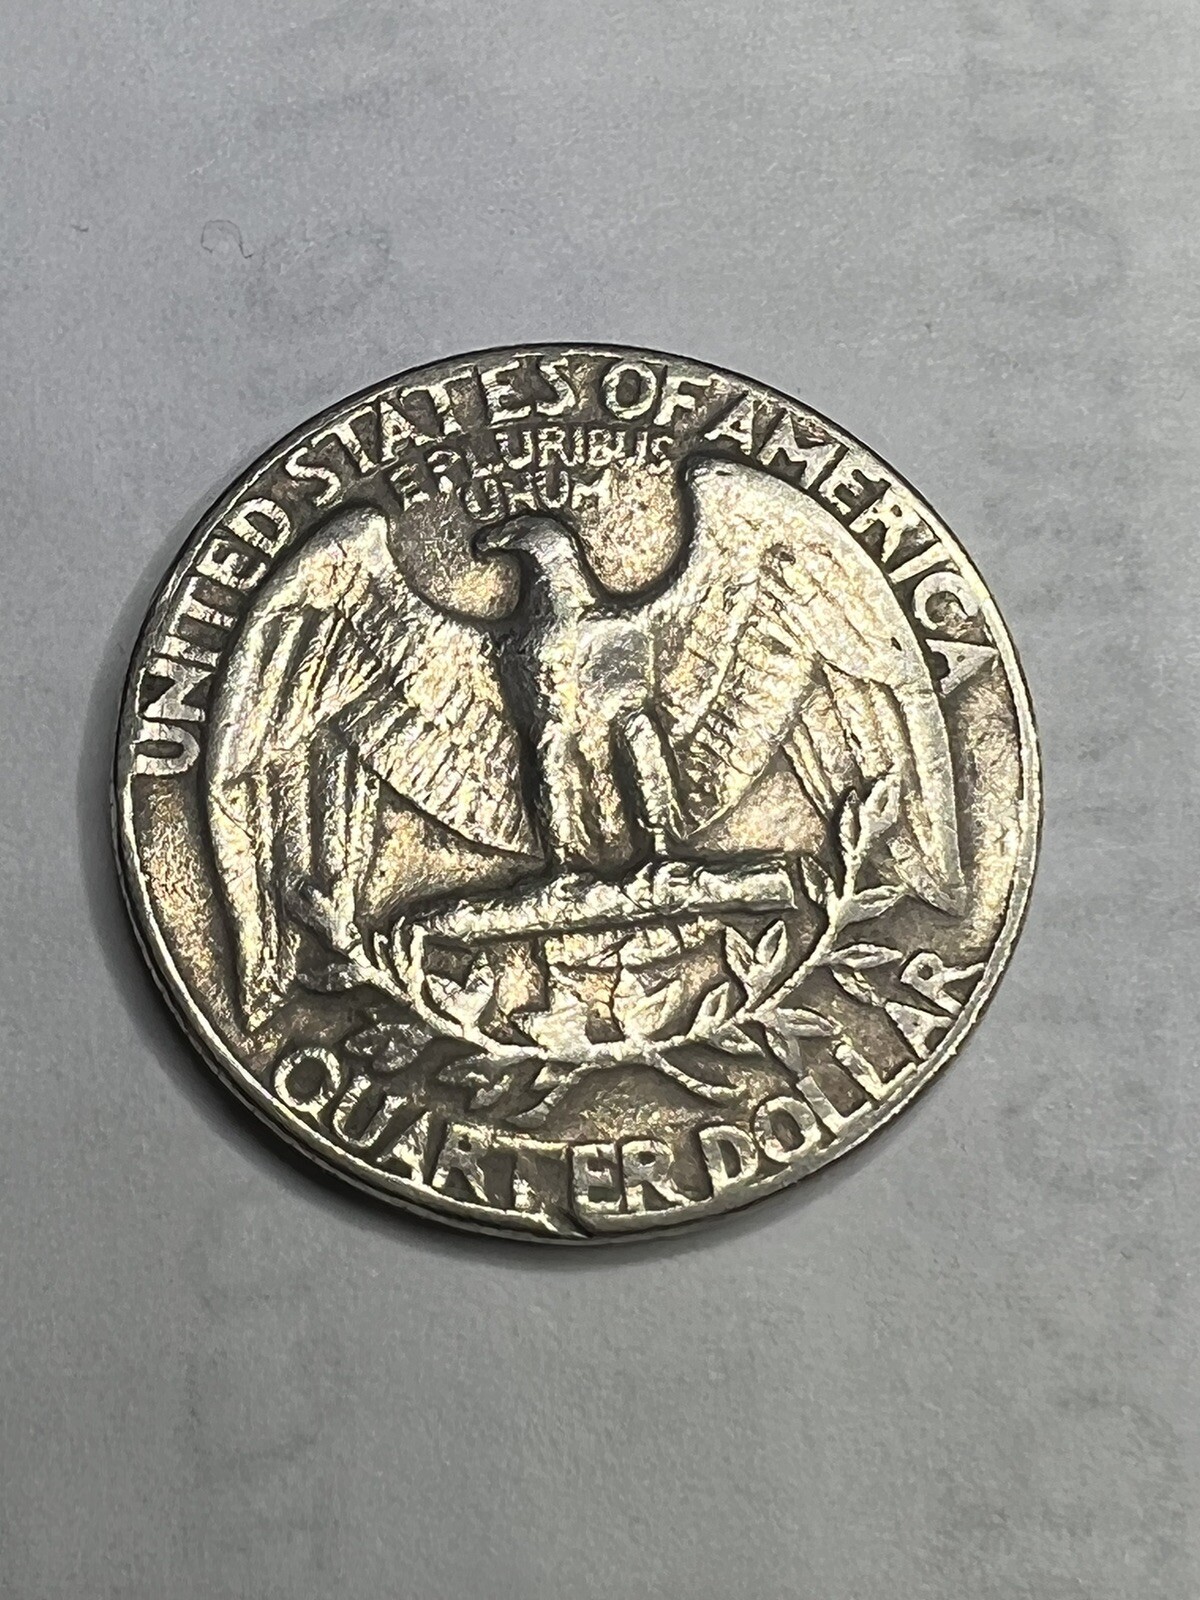 UNITED STATES OF AMERICA
E PLURIBUS
UNUM
QUARTER DOLLAR